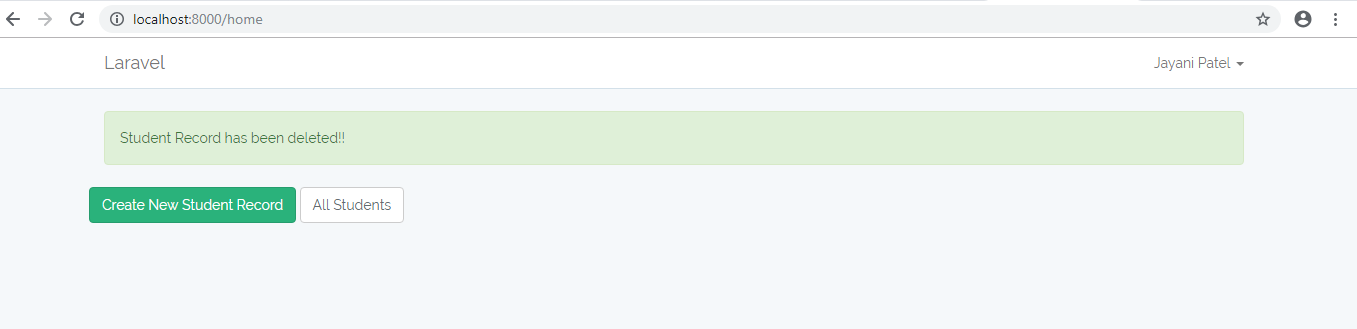 localhost:8000/home
Laravel
Jayani Patel
Student Record has been deleted!!
Create New Student Record
All Students